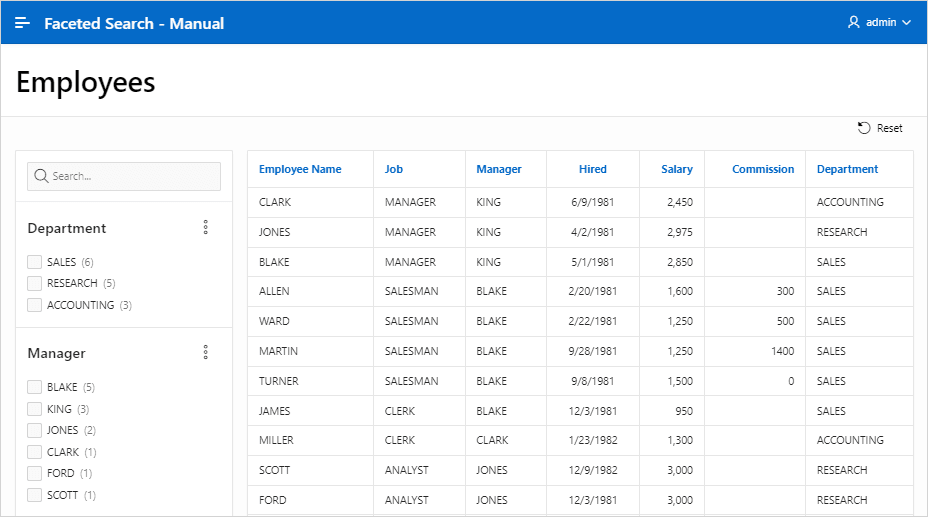 Faceted Search - Manual
admin
Employees
Reset
Search...
Department
SALES (6)
RESEARCH (5)
ACCOUNTING (3)
Manager
BLAKE (5)
KING (3)
JONES (2)
CLARK (1)
FORD (1)
SCOTT (1)
Employee Name Job Manager Hired Salary Commission Department
CLARK MANAGER KING 6/9/1981 2,450 ACCOUNTING
JONES MANAGER KING 4/2/1981 2,975 RESEARCH
BLAKE MANAGER KING 5/1/1981 2,850 SALES
ALLEN SALESMAN BLAKE 2/20/1981 1,600 300 SALES
WARD SALESMAN BLAKE 2/22/1981 1,250 500 SALES
MARTIN SALESMAN BLAKE 9/28/1981 1,250 1400 SALES
TURNER SALESMAN BLAKE 9/8/1981 1,500 0 SALES
JAMES CLERK BLAKE 12/3/1981 950 SALES
MILLER CLERK CLARK 1/23/1982 1,300 ACCOUNTING
SCOTT ANALYST JONES 12/9/1982 3,000 RESEARCH
FORD ANALYST JONES 12/3/1981 3,000 RESEARCH